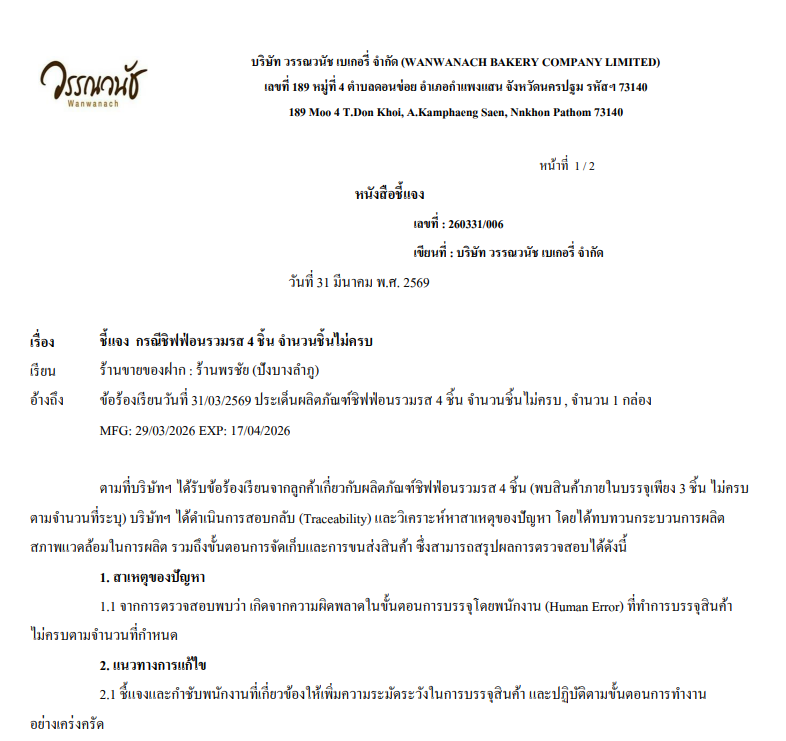 วรรณวนัช
Wanwanach
บริษัท วรรณวนัช เบเกอรี่ จำกัด (WANWANACH BAKERY COMPANY LIMITED)
เลขที่ 189 หมู่ที่ 4 ตำบลดอนข่อย อำเภอกำแพงแสน จังหวัดนครปฐม รหัสฯ 73140
189 Moo 4 T.Don Khoi, A.Kamphaeng Saen, Nnkhon Pathom 73140
หน้าที่ 1 / 2
หนังสือชี้แจง
เลขที่ : 260331/006
เขียนที่ : บริษัท วรรณวนัช เบเกอรี่ จำกัด
วันที่ 31 มีนาคม พ.ศ. 2569
เรื่อง ชี้แจง กรณีชิฟฟ่อนรวมรส 4 ชิ้น จำนวนชิ้นไม่ครบ
เรียน ร้านขายของฝาก : ร้านพรชัย (ปังบางลำภู)
อ้างถึง ข้อร้องเรียนวันที่ 31/03/2569 ประเด็นผลิตภัณฑ์ชิฟฟ่อนรวมรส 4 ชิ้น จำนวนชิ้นไม่ครบ , จำนวน 1 กล่อง
MFG: 29/03/2026 EXP: 17/04/2026
ตามที่บริษัทฯ ได้รับข้อร้องเรียนจากลูกค้าเกี่ยวกับผลิตภัณฑ์ชิฟฟ่อนรวมรส 4 ชิ้น (พบสินค้าภายในบรรจุเพียง 3 ชิ้น ไม่ครบ
ตามจำนวนที่ระบุ) บริษัทฯ ได้ดำเนินการสอบกลับ (Traceability) และวิเคราะห์หาสาเหตุของปัญหา โดยได้ทบทวนกระบวนการผลิต
สภาพแวดล้อมในการผลิต รวมถึงขั้นตอนการจัดเก็บและการขนส่งสินค้า ซึ่งสามารถสรุปผลการตรวจสอบได้ดังนี้
1. สาเหตุของปัญหา
1.1 จากการตรวจสอบพบว่า เกิดจากความผิดพลาดในขั้นตอนการบรรจุโดยพนักงาน (Human Error) ที่ทำการบรรจุสินค้า
ไม่ครบตามจำนวนที่กำหนด
2. แนวทางการแก้ไข
2.1 ชี้แจงและกำชับพนักงานที่เกี่ยวข้องให้เพิ่มความระมัดระวังในการบรรจุสินค้า และปฏิบัติตามขั้นตอนการทำงาน
อย่างเคร่งครัด